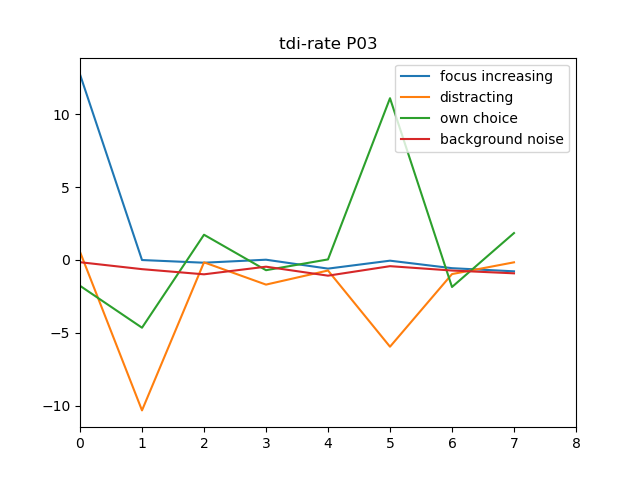 tdi-rate P03
focus increasing
distracting
own choice
background noise
10
5
0
−5
−10
0 1 2 3 4 5 6 7 8